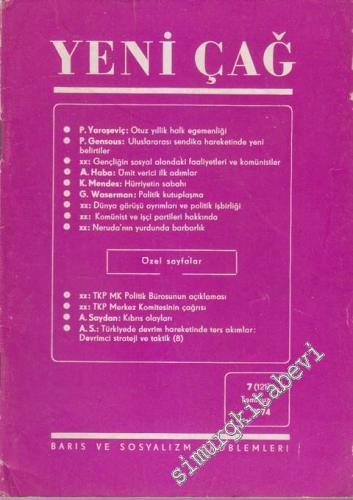 YENİ ÇAĞ
P. Yaroşeviç: Otuz yıllık halk egemenliği
P. Gensous: Uluslararası sendika hareketinde yeni
belirtiler
xx: Gençliğin sosyal alandaki faaliyetleri ve komünistler
A. Haba: Ümit verici ilk adımlar
K. Mendes: Hürriyetin sabahı
G. Waserman: Politik kutuplaşma
xx: Dünya görüşü ayrımları ve politik işbirliği
xx: Komünist ve işçi partileri hakkında
xx: Neruda'nın yurdunda barbarlık
Özel sayfalar
xx: TKP MK Politik Bürosunun açıklaması
xx: TKP Merkez Komitesinin çağrısı
A. Saydan: Kıbrıs olayları
A. S.: Türkiyede devrim hareketinde ters akımlar:
Devrimci strateji ve taktik (8)
7
74
BARIŞ VE SOSYALİZM PROBLEMLERİ
simurgkitabevi.com